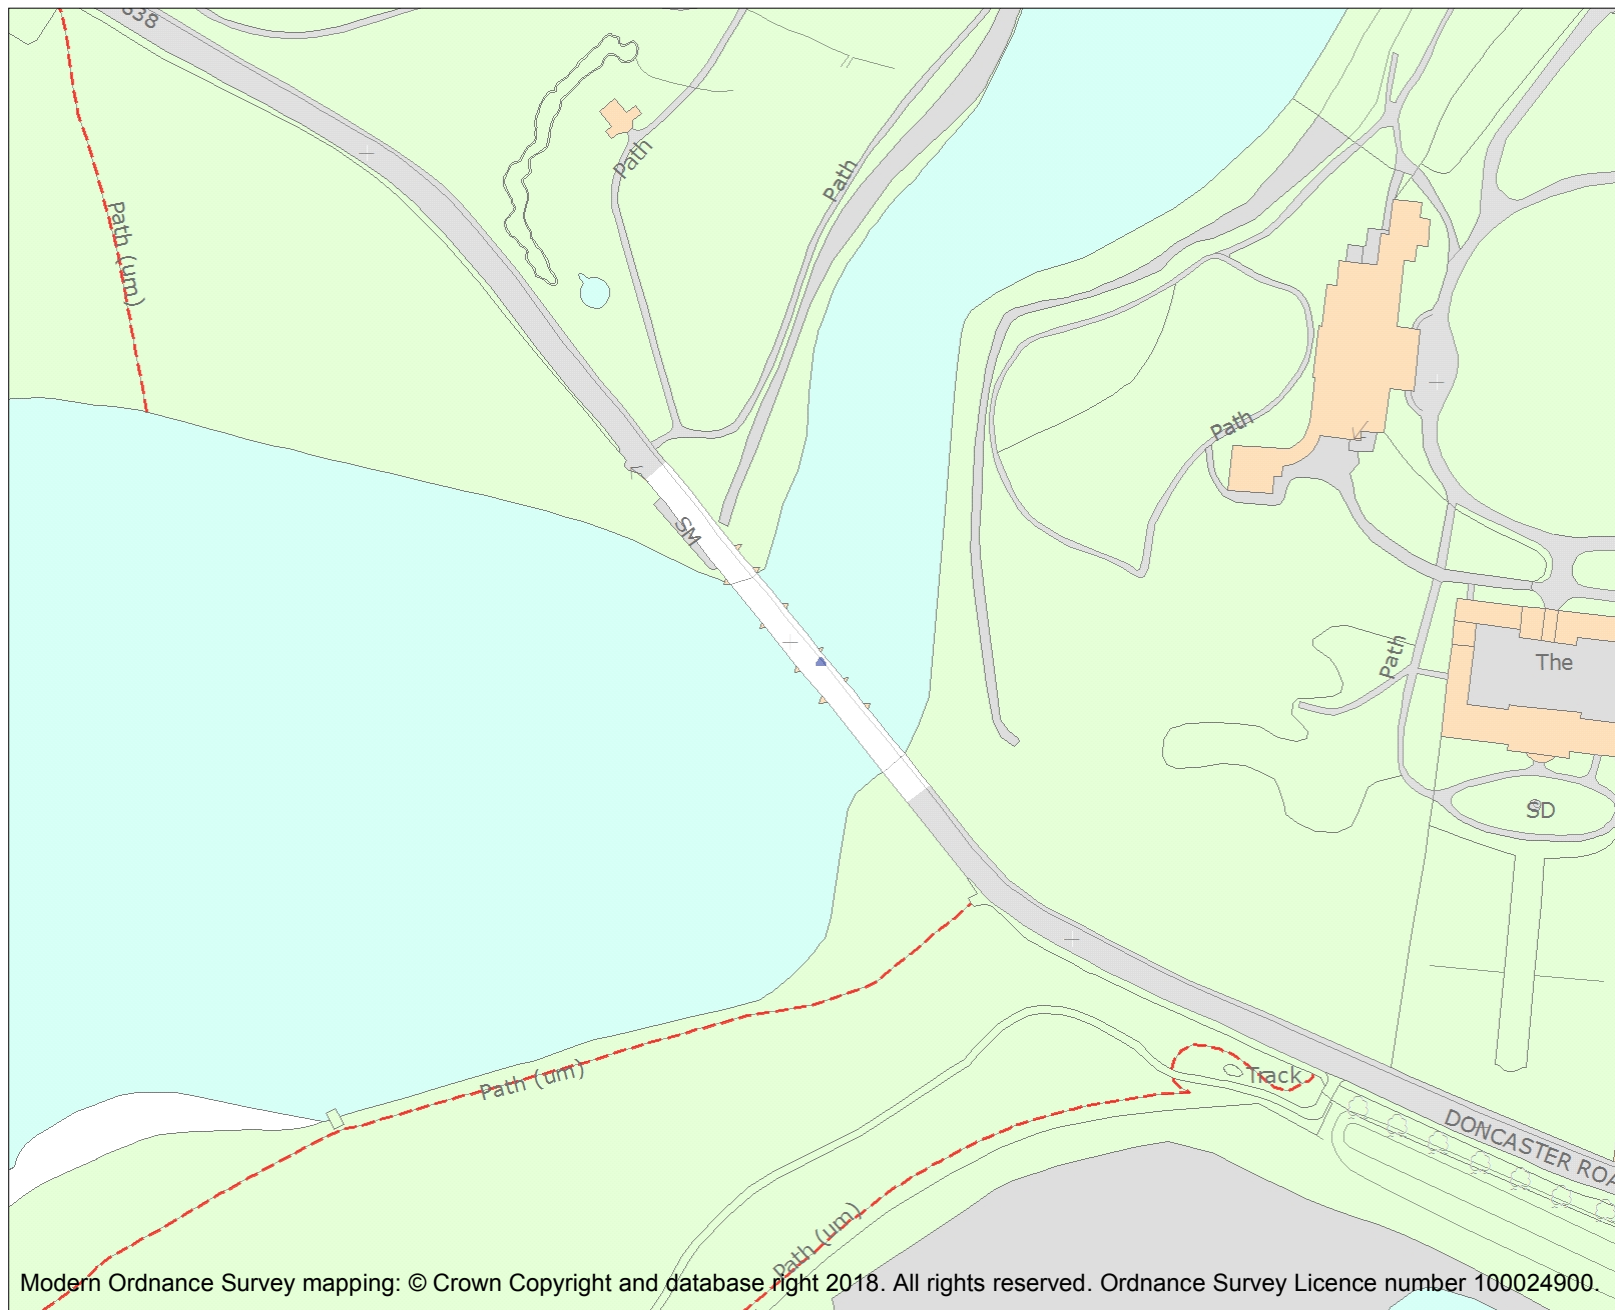 638
Path
Path
Path (um)
Path
SM
Path
The
SD
Path (um)
Track
DONCASTER ROA
Path (um)
Modern Ordnance Survey mapping: © Crown Copyright and database right 2018. All rights reserved. Ordnance Survey Licence number 100024900.